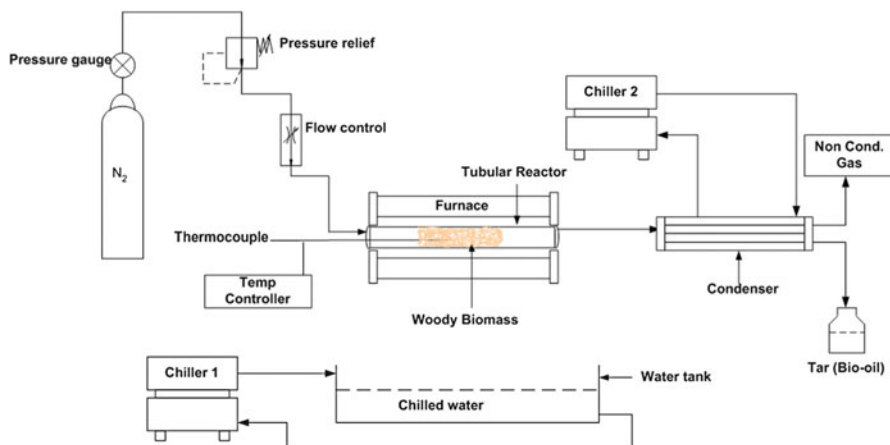 Pressure gauge
Pressure relief
N2
Flow control
Chiller 2
Non Cond.
Gas
Tubular Reactor
Furnace
Thermocouple
Temp
Controller
Woody Biomass
Condenser
Tar (Bio-oil)
Chiller 1
Water tank
Chilled water